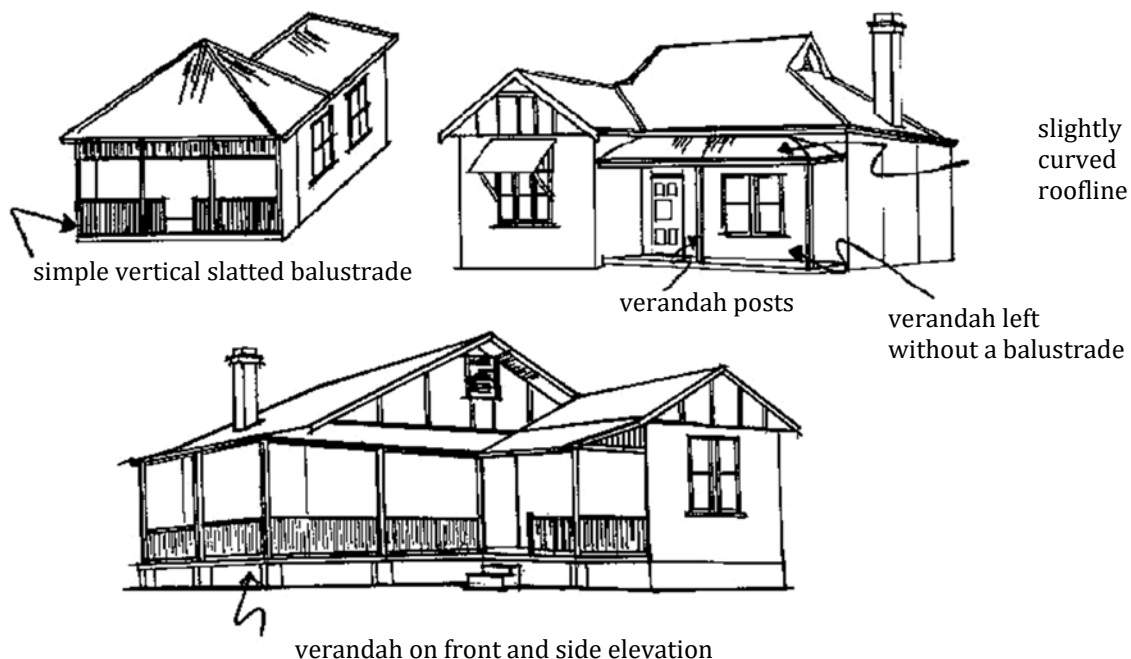 slightly
curved
roofline
simple vertical slatted balustrade
verandah posts
verandah left
without a balustrade
verandah on front and side elevation